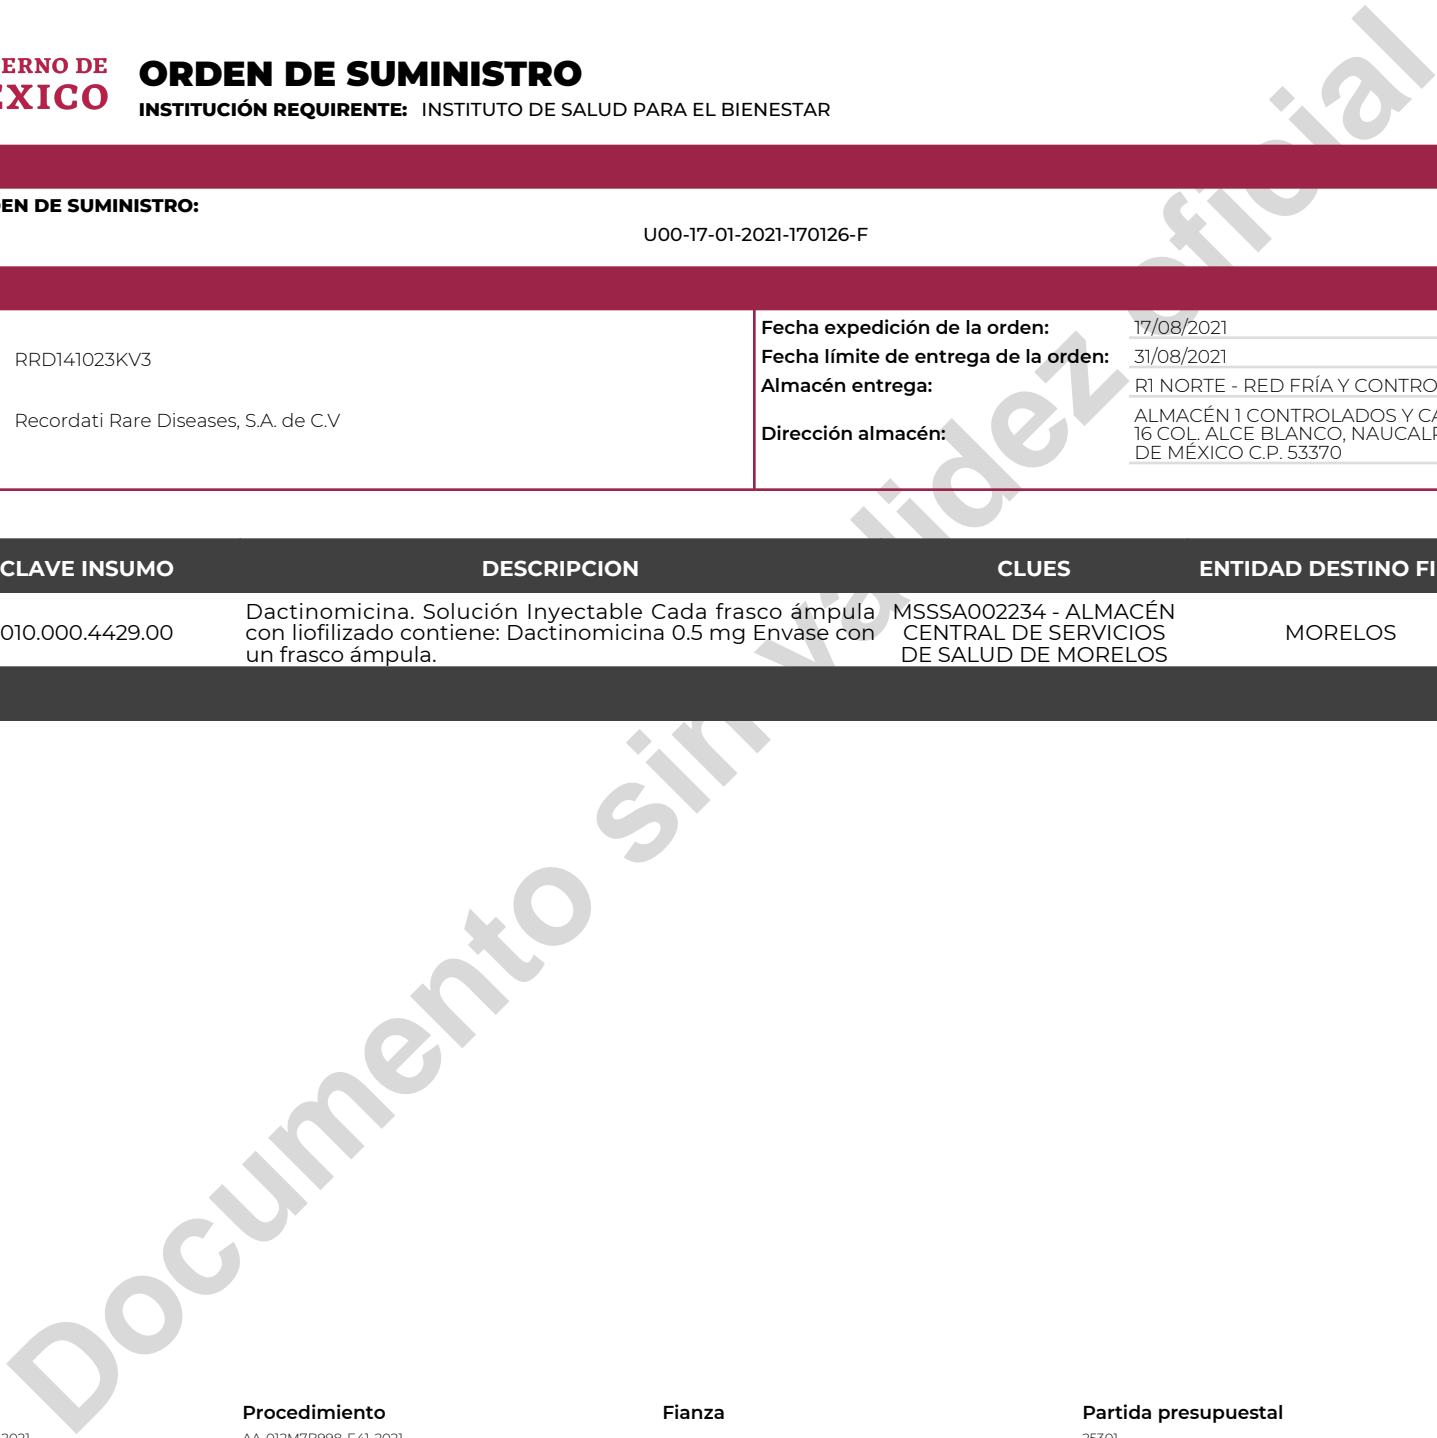 ERNO DE
ORDEN DE SUMINISTRO
INSTITUCIÓN REQUIRENTE: INSTITUTO DE SALUD PARA EL BIENESTAR
EN DE SUMINISTRO:
U00-17-01-2021-170126-F
RRD141023KV3
Recordati Rare Diseases, S.A. de C.V
Fecha expedición de la orden: 17/08/2021
Fecha límite de entrega de la orden: 31/08/2021
Almacén entrega: R1 NORTE - RED FRÍA Y CONTRO
Dirección almacén: ALMACÉN 1 CONTROLADOS Y CA
16 COL. ALCE BLANCO, NAUCALP
DE MÉXICO C.P. 53370
CLAVE INSUMO DESCRIPCION CLUES ENTIDAD DESTINO FI
010.000.4429.00
Dactinomicina. Solución Inyectable Cada frasco ámpula
con liofilizado contiene: Dactinomicina 0.5 mg Envase con
un frasco ámpula.
MSSSA002234 - ALMACÉN
CENTRAL DE SERVICIOS
DE SALUD DE MORELOS
MORELOS
Documento sin validez oficial
Procedimiento Fianza Partida presupuestal